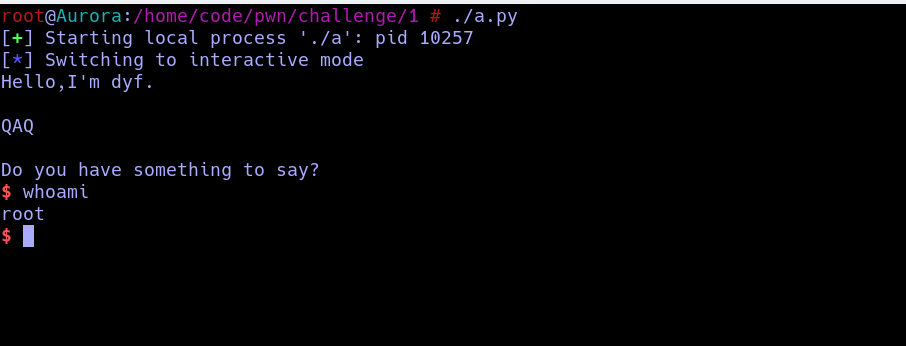 root@Aurora:/home/code/pwn/challenge/1 # ./a.py
[+] Starting local process './a': pid 10257
[*] Switching to interactive mode
Hello,I'm dyf.
QAQ
Do you have something to say?
$ whoami
root
$